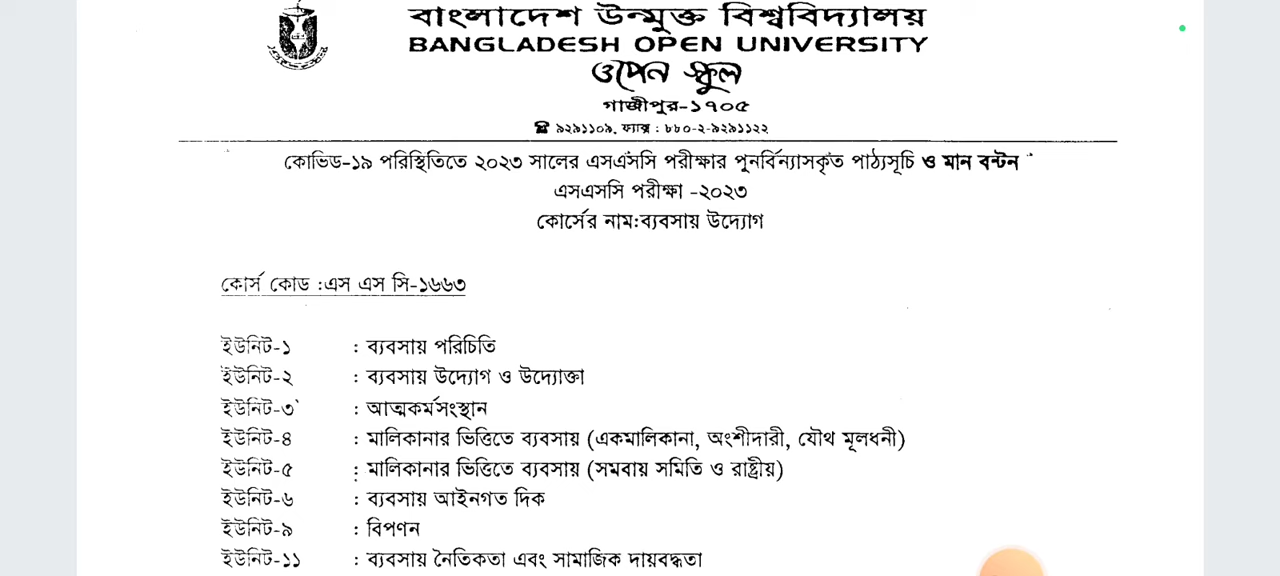 বাংলাদেশ উন্মুক্ত বিশ্ববিদ্যালয়
BANGLADESH OPEN UNIVERSITY
ওপেন স্কুল
গাজীপুর-১৭০৫
☎ ৯২৯১১০৯, ফ্যাক্স : ৮৮০-২-৯২৯১১২২
কোভিড-১৯ পরিস্থিতিতে ২০২৩ সালের এসএসসি পরীক্ষার পুনর্বিন্যাসকৃত পাঠ্যসূচি ও মান বন্টন
এসএসসি পরীক্ষা -২০২৩
কোর্সের নাম:ব্যবসায় উদ্যোগ
কোর্স কোড :এস এস সি-১৬৬৩
ইউনিট-১ : ব্যবসায় পরিচিতি
ইউনিট-২ : ব্যবসায় উদ্যোগ ও উদ্যোক্তা
ইউনিট-৩ : আত্মকর্মসংস্থান
ইউনিট-৪ : মালিকানার ভিত্তিতে ব্যবসায় (একমালিকানা, অংশীদারী, যৌথ মূলধনী)
ইউনিট-৫ : মালিকানার ভিত্তিতে ব্যবসায় (সমবায় সমিতি ও রাষ্ট্রীয়)
ইউনিট-৬ : ব্যবসায় আইনগত দিক
ইউনিট-৯ : বিপণন
ইউনিট-১১ : ব্যবসায় নৈতিকতা এবং সামাজিক দায়বদ্ধতা